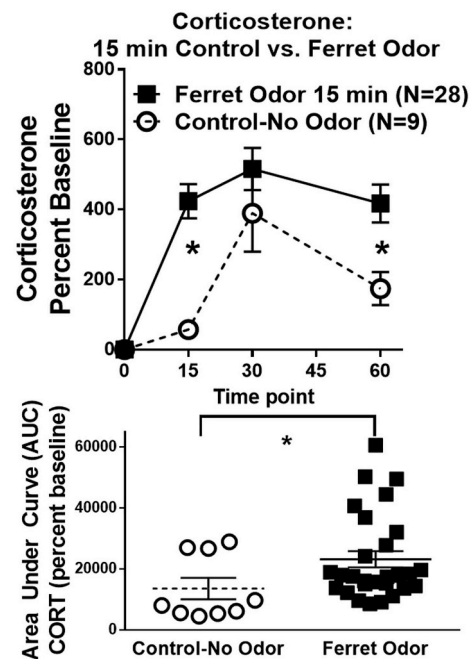 Corticosterone:
15 min Control vs. Ferret Odor
Corticosterone
Percent Baseline
800
600
400
200
0
Ferret Odor 15 min (N=28)
Control-No Odor (N=9)
*
*
0 15 30 45 60
Time point
Area Under Curve (AUC)
CORT (percent baseline)
60000
40000
20000
0
*
Control-No Odor Ferret Odor